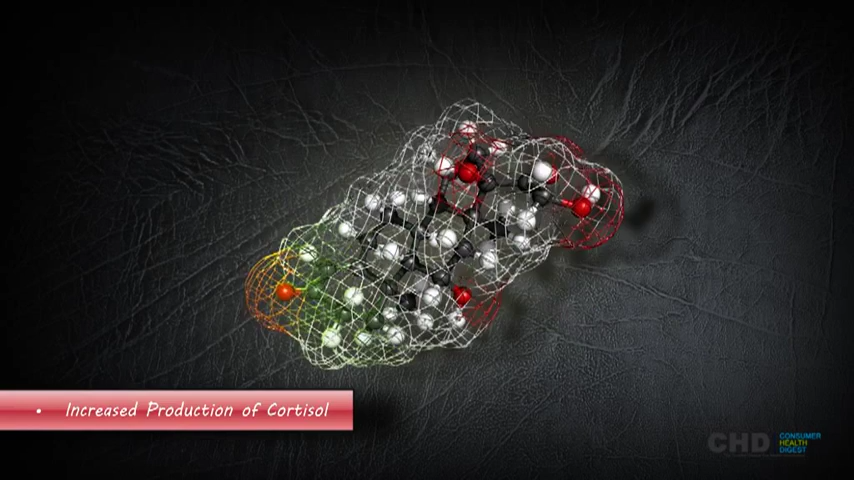 • Increased Production of Cortisol
CHD CONSUMER
HEALTH
DIGEST